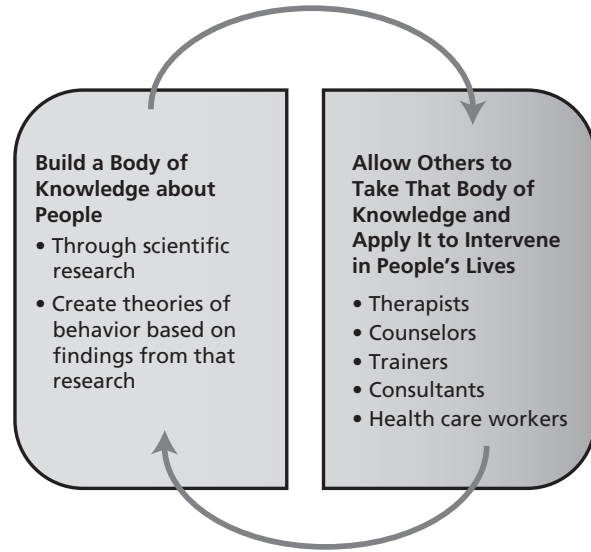 Build a Body of
Knowledge about
People
• Through scientific
research
• Create theories of
behavior based on
findings from that
research
Allow Others to
Take That Body of
Knowledge and
Apply It to Intervene
in People's Lives
• Therapists
• Counselors
• Trainers
• Consultants
• Health care workers